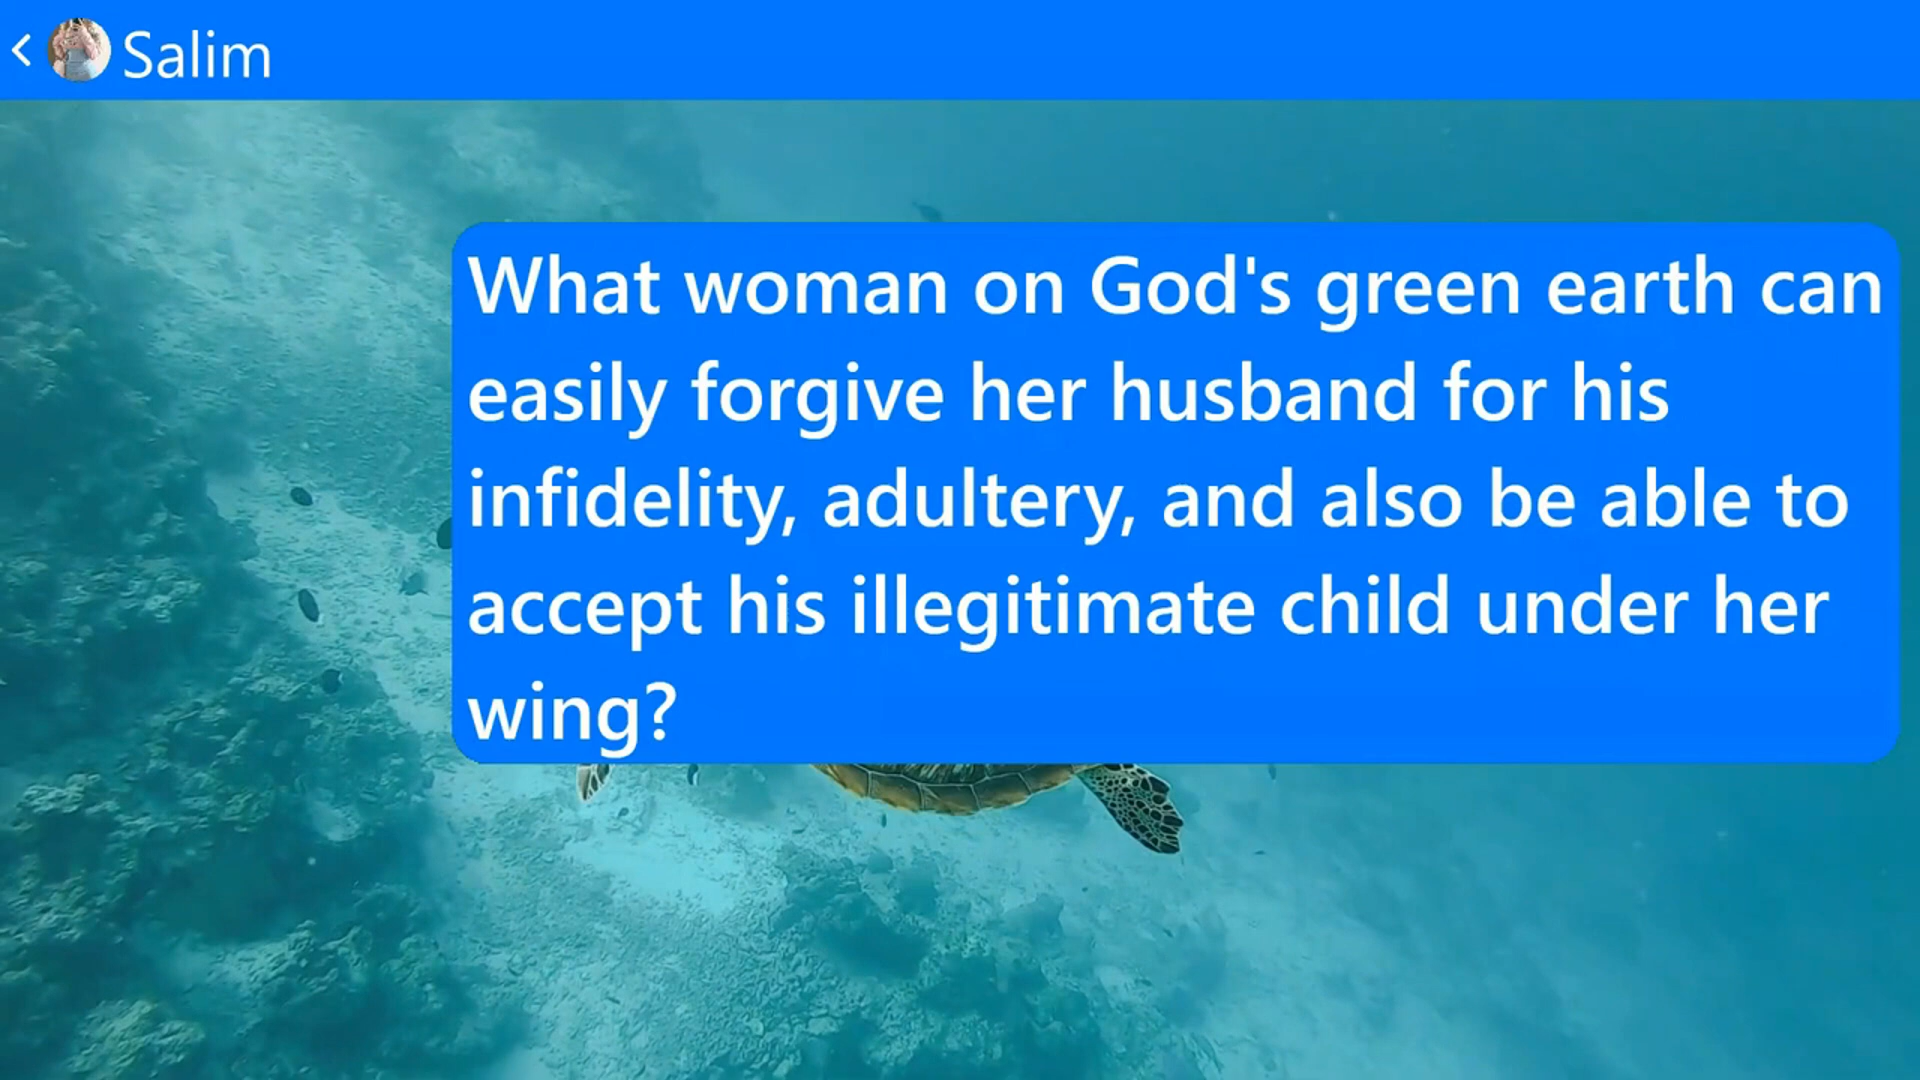 Salim
What woman on God's green earth can
easily forgive her husband for his
infidelity, adultery, and also be able to
accept his illegitimate child under her
wing?